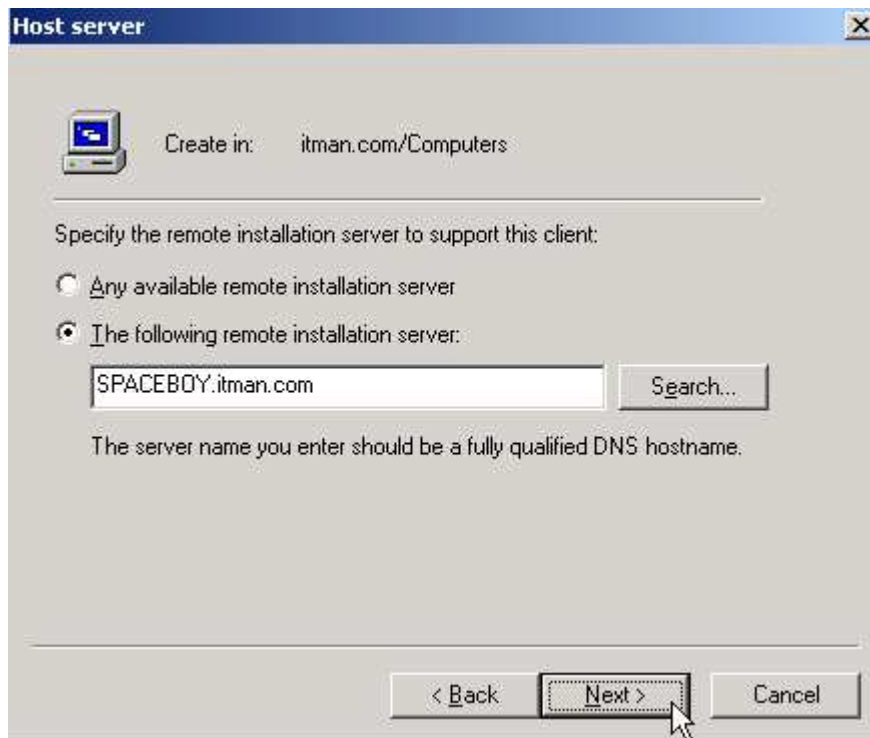 Host server
Create in: itman.com/Computers
Specify the remote installation server to support this client:
Any available remote installation server
The following remote installation server:
SPACEBOY.itman.com
Search...
The server name you enter should be a fully qualified DNS hostname.
< Back Next > Cancel